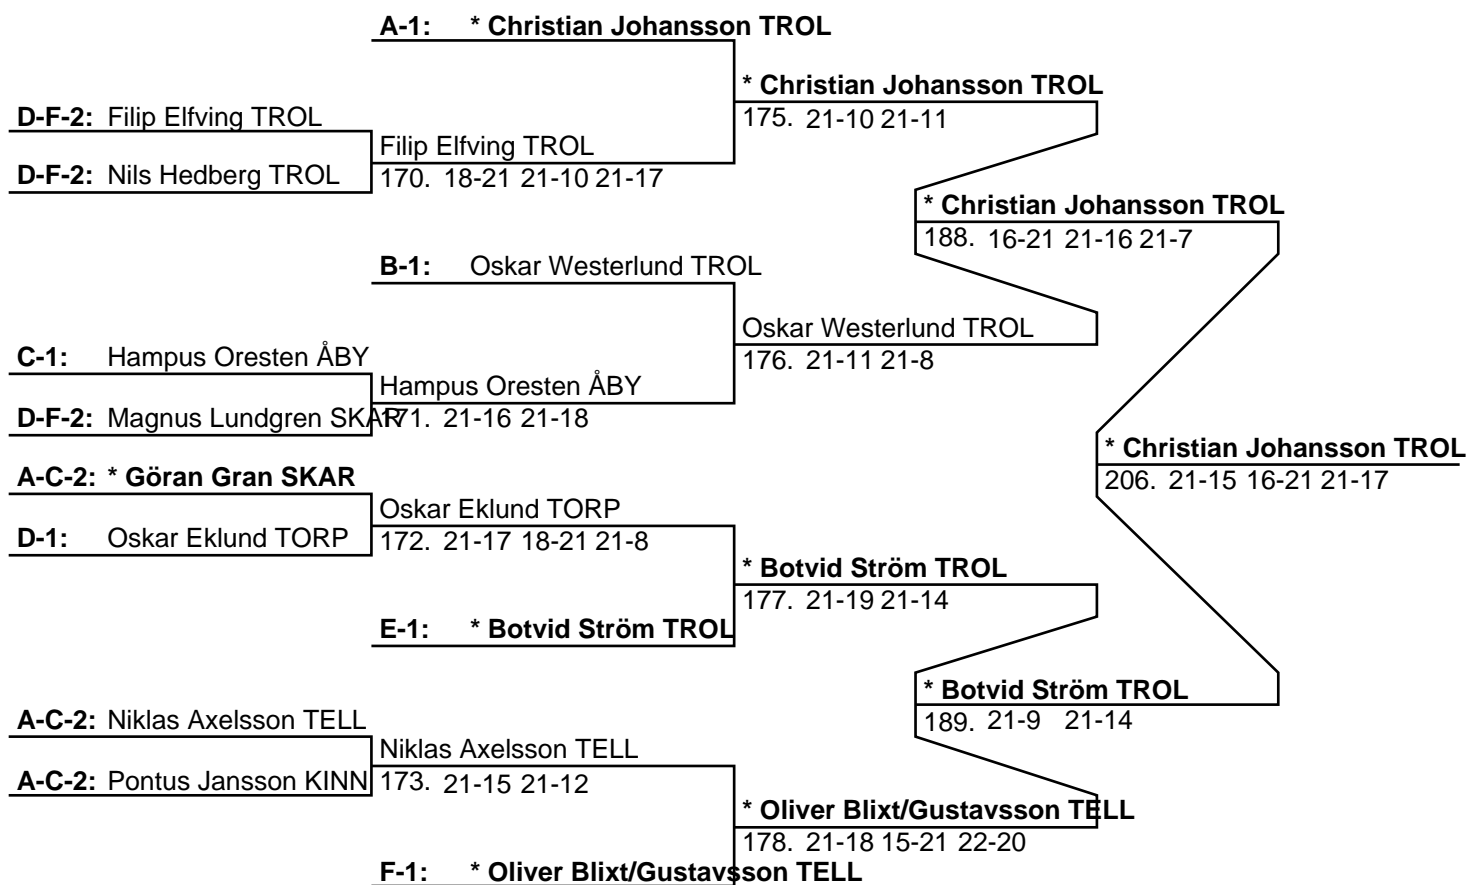 A-1: * Christian Johansson TROL
* Christian Johansson TROL
175. 21-10 21-11
D-F-2: Filip Elfving TROL
Filip Elfving TROL
D-F-2: Nils Hedberg TROL
170. 18-21 21-10 21-17
* Christian Johansson TROL
188. 16-21 21-16 21-7
B-1: Oskar Westerlund TROL
Oskar Westerlund TROL
176. 21-11 21-8
C-1: Hampus Oresten ÅBY
Hampus Oresten ÅBY
D-F-2: Magnus Lundgren SKAR
171. 21-16 21-18
* Christian Johansson TROL
206. 21-15 16-21 21-17
A-C-2: * Göran Gran SKAR
Oskar Eklund TORP
D-1: Oskar Eklund TORP
172. 21-17 18-21 21-8
* Botvid Ström TROL
177. 21-19 21-14
E-1: * Botvid Ström TROL
* Botvid Ström TROL
189. 21-9 21-14
A-C-2: Niklas Axelsson TELL
Niklas Axelsson TELL
A-C-2: Pontus Jansson KINN
173. 21-15 21-12
* Oliver Blixt/Gustavsson TELL
178. 21-18 15-21 22-20
F-1: * Oliver Blixt/Gustavsson TELL